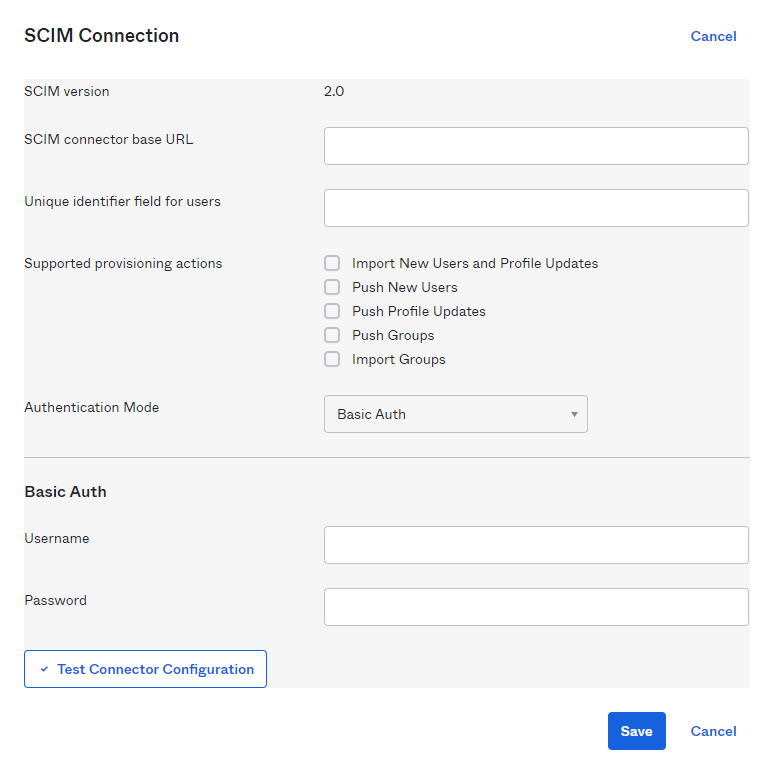 SCIM Connection
Cancel
SCIM version 2.0
SCIM connector base URL
Unique identifier field for users
Supported provisioning actions
Import New Users and Profile Updates
Push New Users
Push Profile Updates
Push Groups
Import Groups
Authentication Mode
Basic Auth
Basic Auth
Username
Password
Test Connector Configuration
Save
Cancel